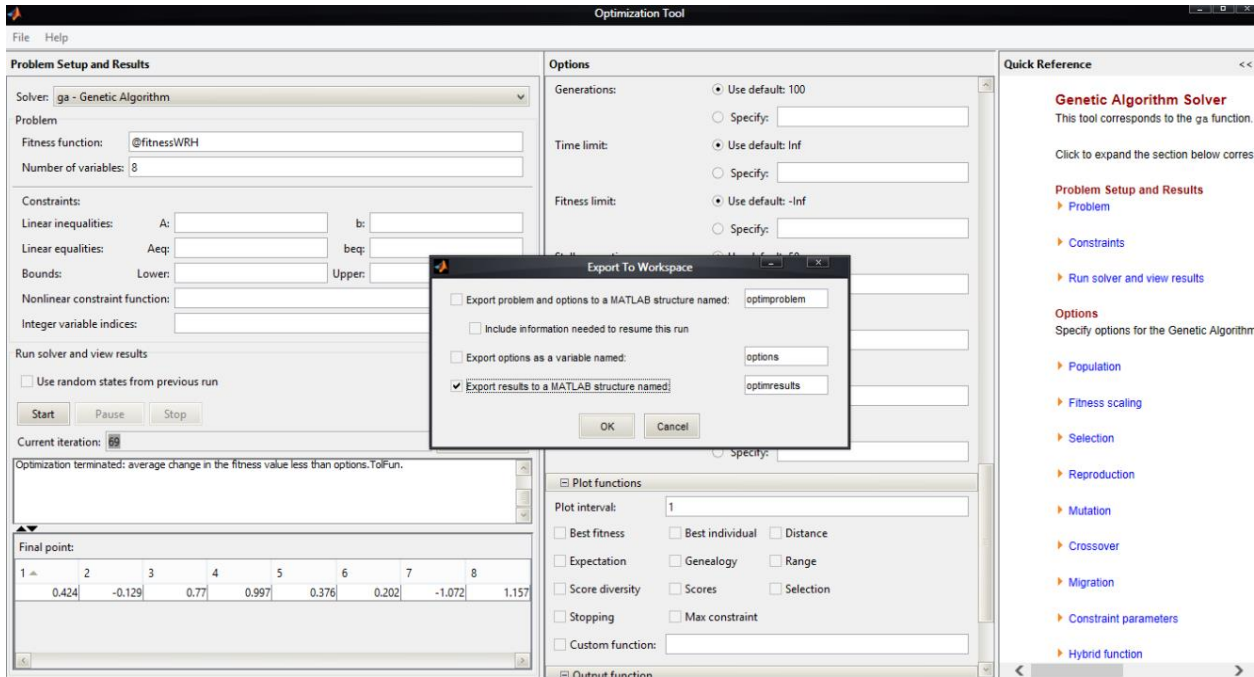 Optimization Tool
File Help
Problem Setup and Results
Solver: ga - Genetic Algorithm
Problem
Fitness function: @fitnessWRH
Number of variables: 8
Constraints:
Linear inequalities: A: b:
Linear equalities: Aeq: beq:
Bounds: Lower: Upper:
Nonlinear constraint function:
Integer variable indices:
Run solver and view results
Use random states from previous run
Start Pause Stop
Current iteration: 69
Optimization terminated: average change in the fitness value less than options.TolFun.
Final point:
1 2 3 4 5 6 7 8
0.424 -0.129 0.77 0.997 0.376 0.202 -1.072 1.157
Options
Generations: Use default: 100
Specify:
Time limit: Use default: Inf
Specify:
Fitness limit: Use default: -Inf
Specify:
Export To Workspace
Export problem and options to a MATLAB structure named: optimproblem
Include information needed to resume this run
Export options as a variable named: options
Export results to a MATLAB structure named: optimresults
OK Cancel
Specify:
Plot functions
Plot interval: 1
Best fitness Best individual Distance
Expectation Genealogy Range
Score diversity Scores Selection
Stopping Max constraint
Custom function:
Output function
Quick Reference <<
Genetic Algorithm Solver
This tool corresponds to the ga function.
Click to expand the section below corres
Problem Setup and Results
Problem
Constraints
Run solver and view results
Options
Specify options for the Genetic Algorithm
Population
Fitness scaling
Selection
Reproduction
Mutation
Crossover
Migration
Constraint parameters
Hybrid function